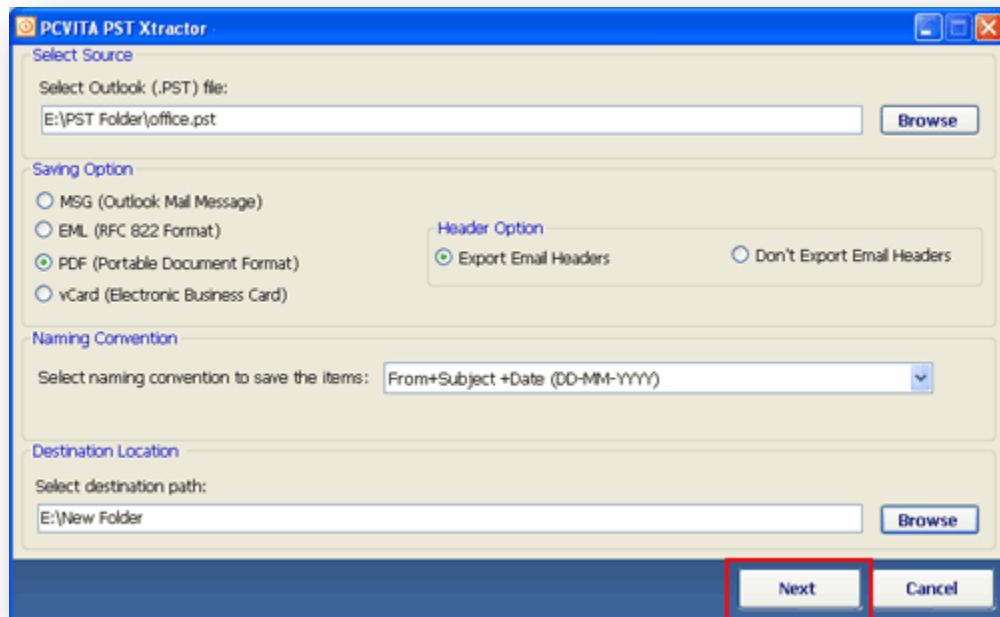 PCVITA PST Xtractor
Select Source
Select Outlook (.PST) file:
E:\PST Folder\office.pst
Browse
Saving Option
MSG (Outlook Mail Message)
EML (RFC 822 Format)
PDF (Portable Document Format)
vCard (Electronic Business Card)
Header Option
Export Email Headers
Don't Export Email Headers
Naming Convention
Select naming convention to save the items:
From+Subject +Date (DD-MM-YYYY)
Destination Location
Select destination path:
E:\New Folder
Browse
Next
Cancel